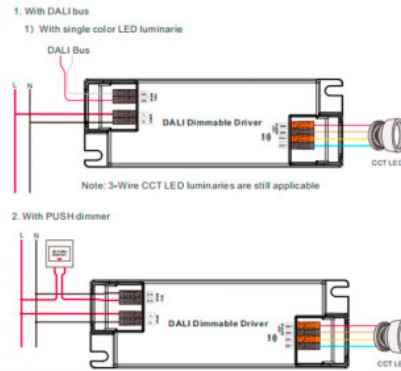 1. With DALI bus
1) With single color LED luminarie
DALI Bus
L N
DALI Dimmable Driver
CCT LED
Note: 3-Wire CCT LED luminaries are still applicable
2. With PUSH dimmer
L N
DALI Dimmable Driver
CCT LED